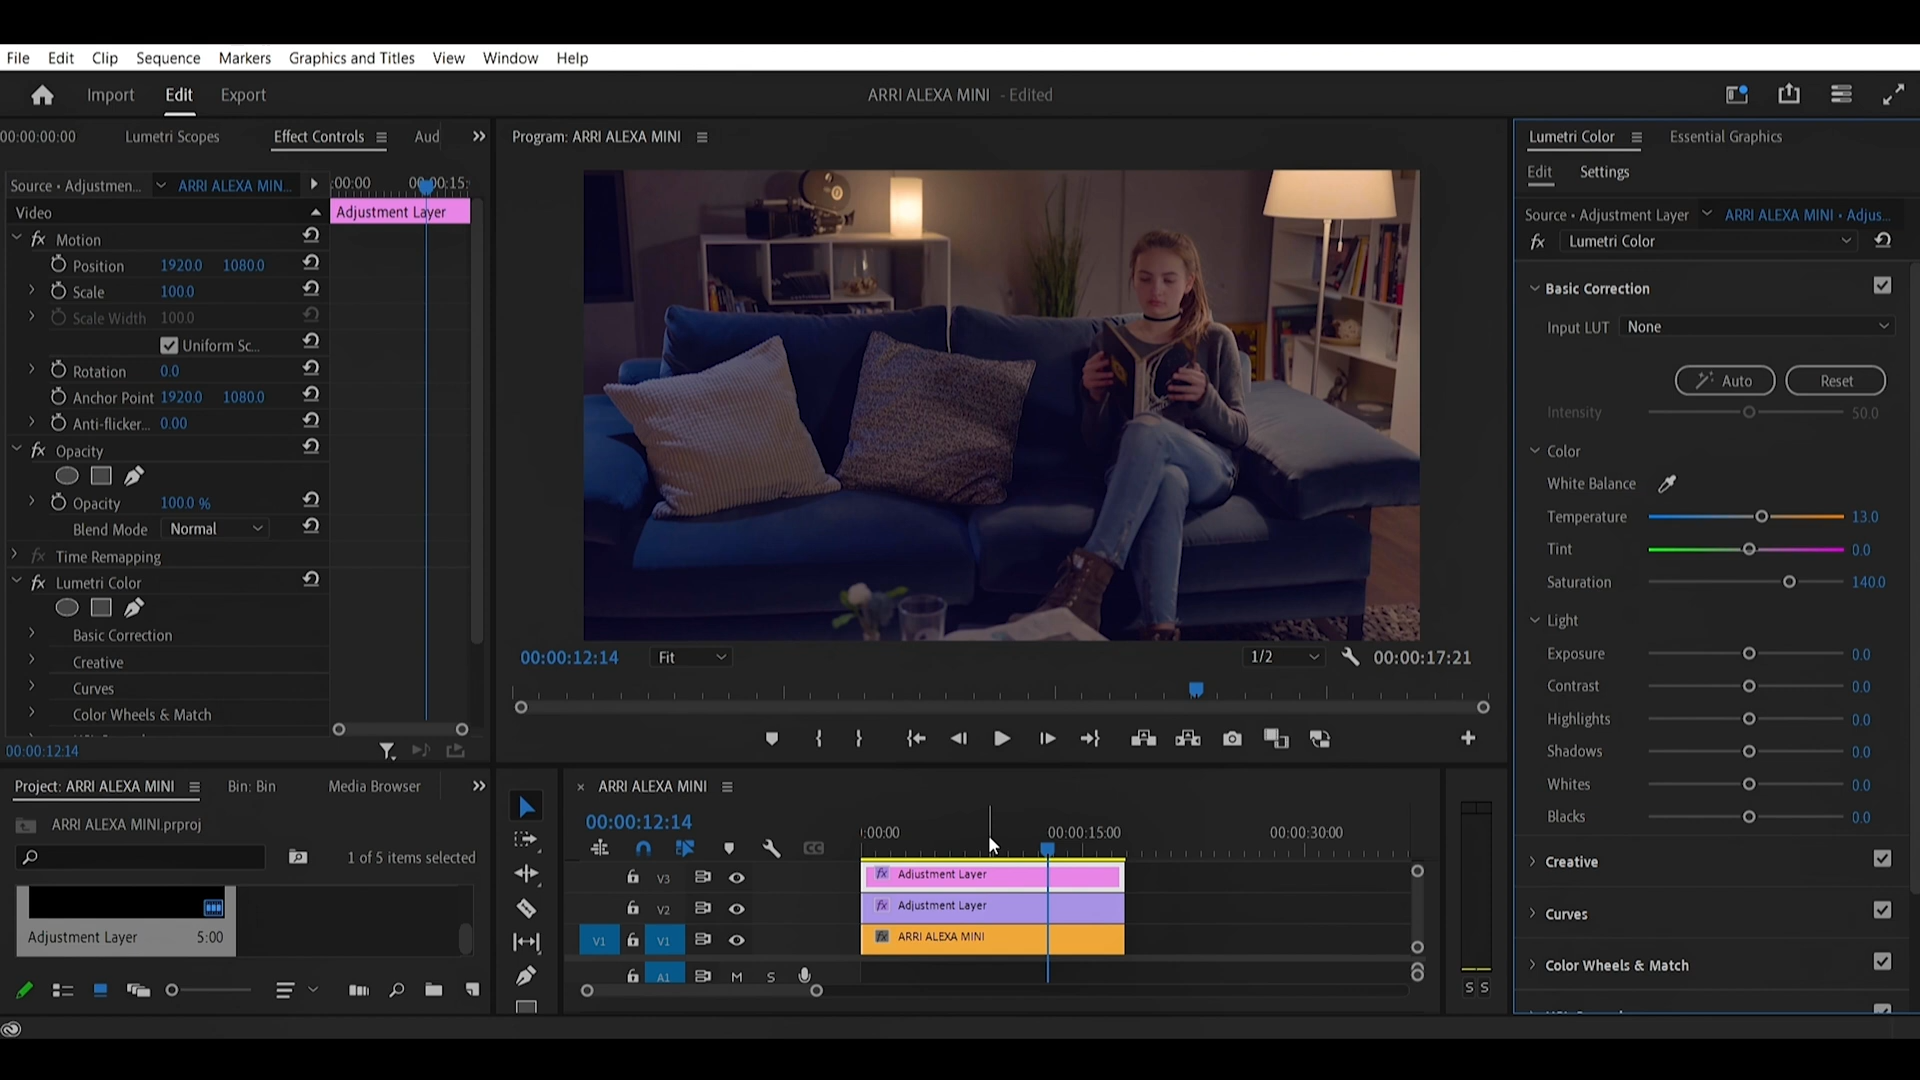 File Edit Clip Sequence Markers Graphics and Titles View Window Help
Import Edit Export
ARRI ALEXA MINI - Edited
00:00:00:00 Lumetri Scopes Effect Controls Aud
Source • Adjustmen... ARRI ALEXA MIN...
:00:00 00:00:15:
Video
Adjustment Layer
fx Motion
Position 1920.0 1080.0
Scale 100.0
Scale Width 100.0
Uniform Sc...
Rotation 0.0
Anchor Point 1920.0 1080.0
Anti-flicker... 0.00
fx Opacity
Opacity 100.0 %
Blend Mode Normal
fx Time Remapping
fx Lumetri Color
Basic Correction
Creative
Curves
Color Wheels & Match
00:00:12:14
Program: ARRI ALEXA MINI
00:00:12:14 Fit 1/2 00:00:17:21
Lumetri Color Essential Graphics
Edit Settings
Source • Adjustment Layer ARRI ALEXA MINI • Adjus...
fx Lumetri Color
Basic Correction
Input LUT None
Auto Reset
Intensity 50.0
Color
White Balance
Temperature 13.0
Tint 0.0
Saturation 140.0
Light
Exposure 0.0
Contrast 0.0
Highlights 0.0
Shadows 0.0
Whites 0.0
Blacks 0.0
Creative
Curves
Color Wheels & Match
Project: ARRI ALEXA MINI Bin: Bin Media Browser
ARRI ALEXA MINI.prproj
1 of 5 items selected
Adjustment Layer 5:00
× ARRI ALEXA MINI
00:00:12:14
:00:00 00:00:15:00 00:00:30:00
V3 fx Adjustment Layer
V2 fx Adjustment Layer
V1 V1 fx ARRI ALEXA MINI
A1 M S
S S